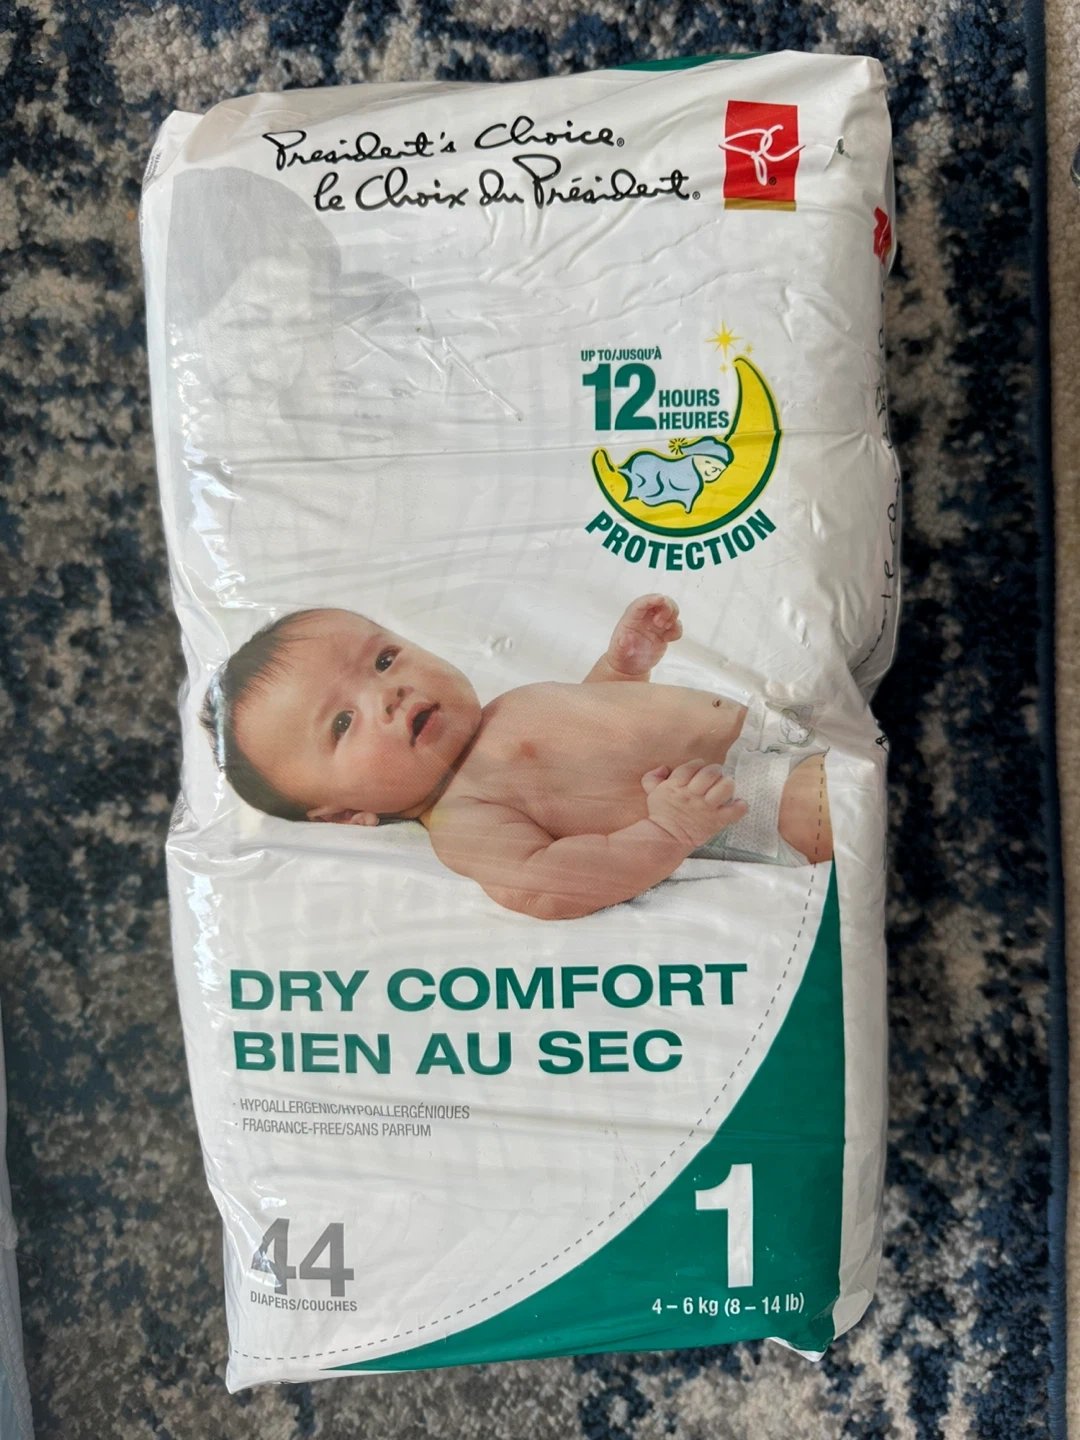 President's Choice®
le Choix du Président®
PC®
UP TO/JUSQU'À
12 HOURS
HEURES
PROTECTION
DRY COMFORT
BIEN AU SEC
· HYPOALLERGENIC/HYPOALLERGÉNIQUES
· FRAGRANCE-FREE/SANS PARFUM
44
DIAPERS/COUCHES
1
4 – 6 kg (8 – 14 lb)